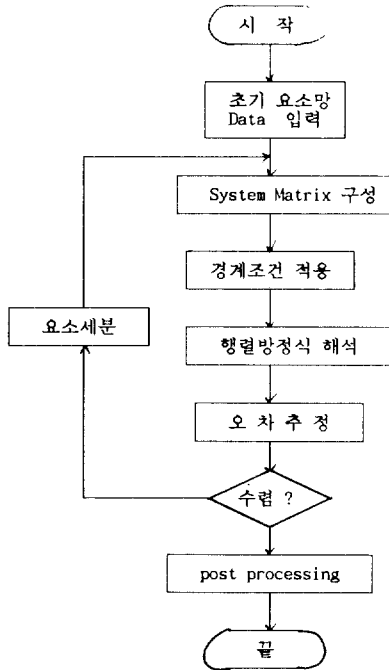 시 작
초기 요소망
Data 입력
System Matrix 구성
경계조건 적용
요소세분
행렬방정식 해석
오 차 추 정
수렴 ?
post processing
끝